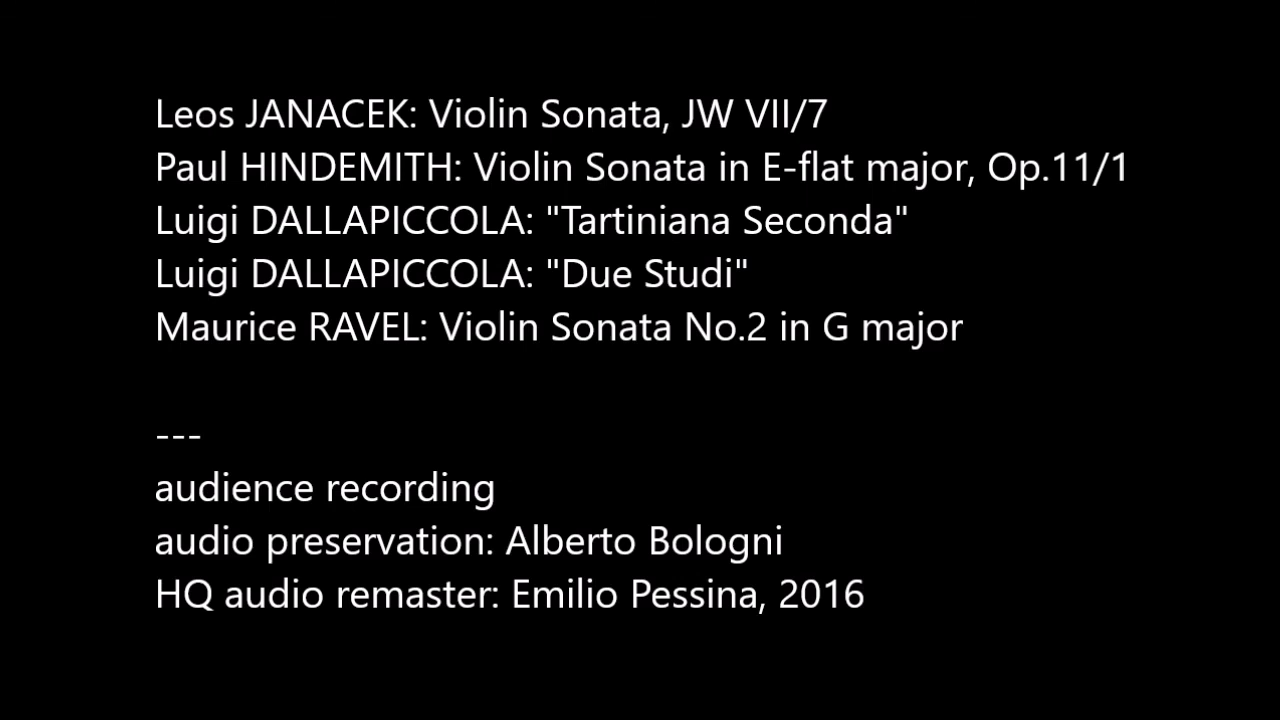 Leos JANACEK: Violin Sonata, JW VII/7
Paul HINDEMITH: Violin Sonata in E-flat major, Op.11/1
Luigi DALLAPICCOLA: "Tartiniana Seconda"
Luigi DALLAPICCOLA: "Due Studi"
Maurice RAVEL: Violin Sonata No.2 in G major
---
audience recording
audio preservation: Alberto Bologni
HQ audio remaster: Emilio Pessina, 2016